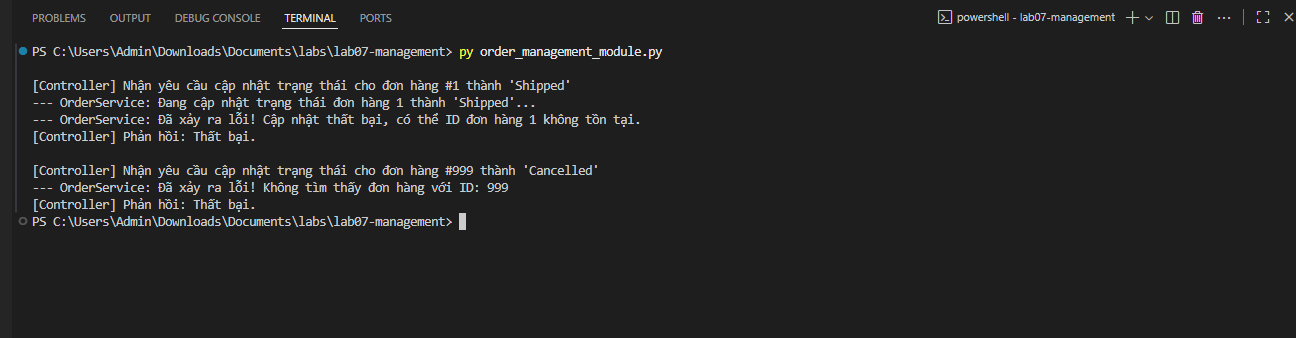 PROBLEMS OUTPUT DEBUG CONSOLE TERMINAL PORTS powershell - lab07-management
PS C:\Users\Admin\Downloads\Documents\labs\lab07-management> py order_management_module.py
[Controller] Nhận yêu cầu cập nhật trạng thái cho đơn hàng #1 thành 'Shipped'
--- OrderService: Đang cập nhật trạng thái đơn hàng 1 thành 'Shipped'...
--- OrderService: Đã xảy ra lỗi! Cập nhật thất bại, có thể ID đơn hàng 1 không tồn tại.
[Controller] Phản hồi: Thất bại.
[Controller] Nhận yêu cầu cập nhật trạng thái cho đơn hàng #999 thành 'Cancelled'
--- OrderService: Đã xảy ra lỗi! Không tìm thấy đơn hàng với ID: 999
[Controller] Phản hồi: Thất bại.
PS C:\Users\Admin\Downloads\Documents\labs\lab07-management>